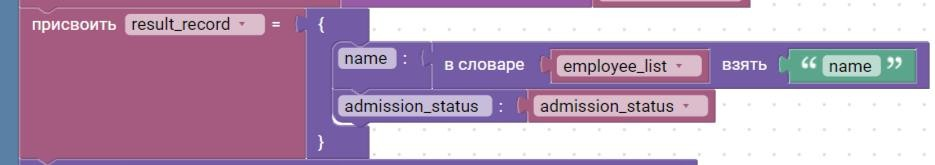 присвоить result_record = {
name : в словаре employee_list взять “ name ”
admission_status : admission_status
}